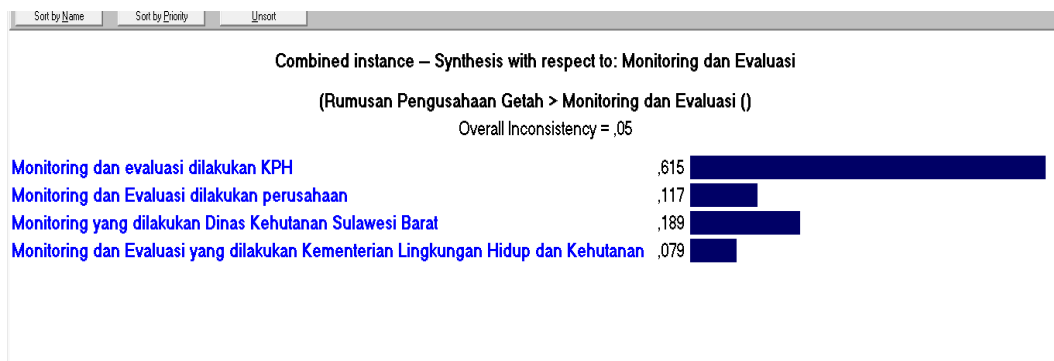 Sort by Name Sort by Priority Unsort
Combined instance -- Synthesis with respect to: Monitoring dan Evaluasi
(Rumusan Pengusahaan Getah > Monitoring dan Evaluasi ()
Overall Inconsistency = ,05
Monitoring dan evaluasi dilakukan KPH ,615
Monitoring dan Evaluasi dilakukan perusahaan ,117
Monitoring yang dilakukan Dinas Kehutanan Sulawesi Barat ,189
Monitoring dan Evaluasi yang dilakukan Kementerian Lingkungan Hidup dan Kehutanan ,079